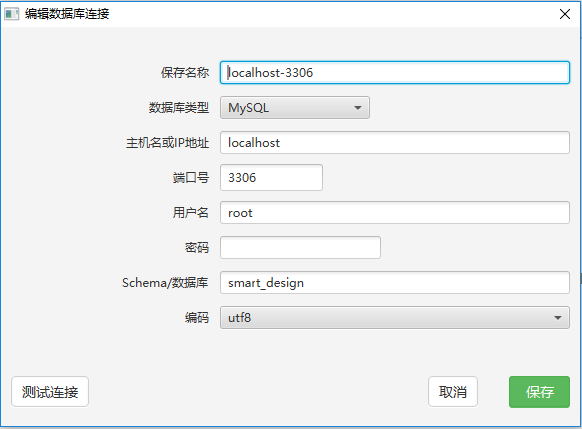 编辑数据库连接
保存名称 localhost-3306
数据库类型 MySQL
主机名或IP地址 localhost
端口号 3306
用户名 root
密码
Schema/数据库 smart_design
编码 utf8
测试连接 取消 保存